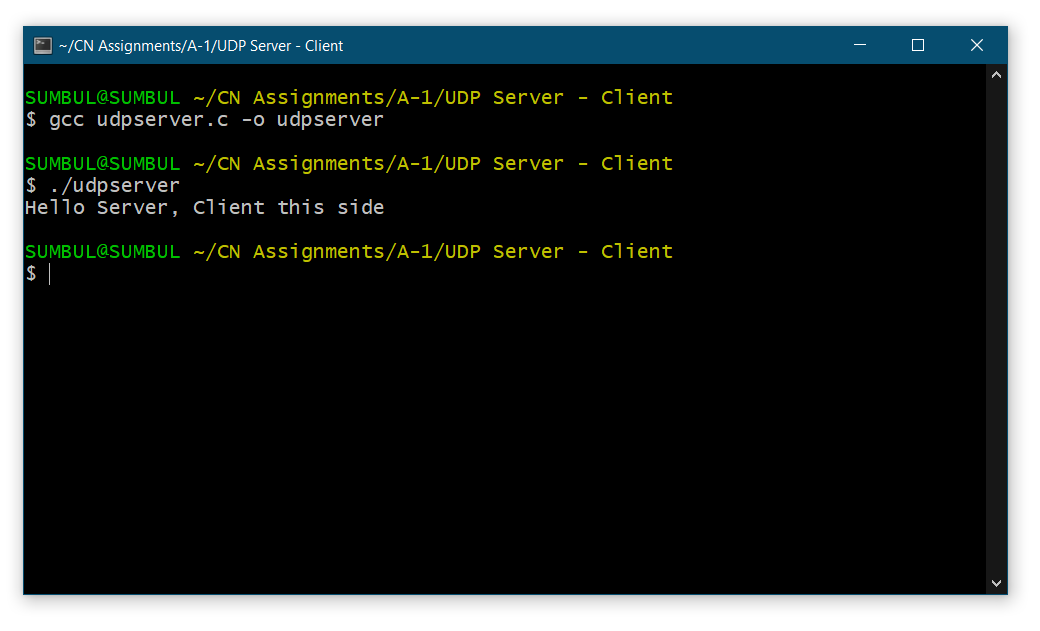 ~/CN Assignments/A-1/UDP Server - Client
SUMBUL@SUMBUL ~/CN Assignments/A-1/UDP Server - Client
$ gcc udpserver.c -o udpserver
SUMBUL@SUMBUL ~/CN Assignments/A-1/UDP Server - Client
$ ./udpserver
Hello Server, Client this side
SUMBUL@SUMBUL ~/CN Assignments/A-1/UDP Server - Client
$